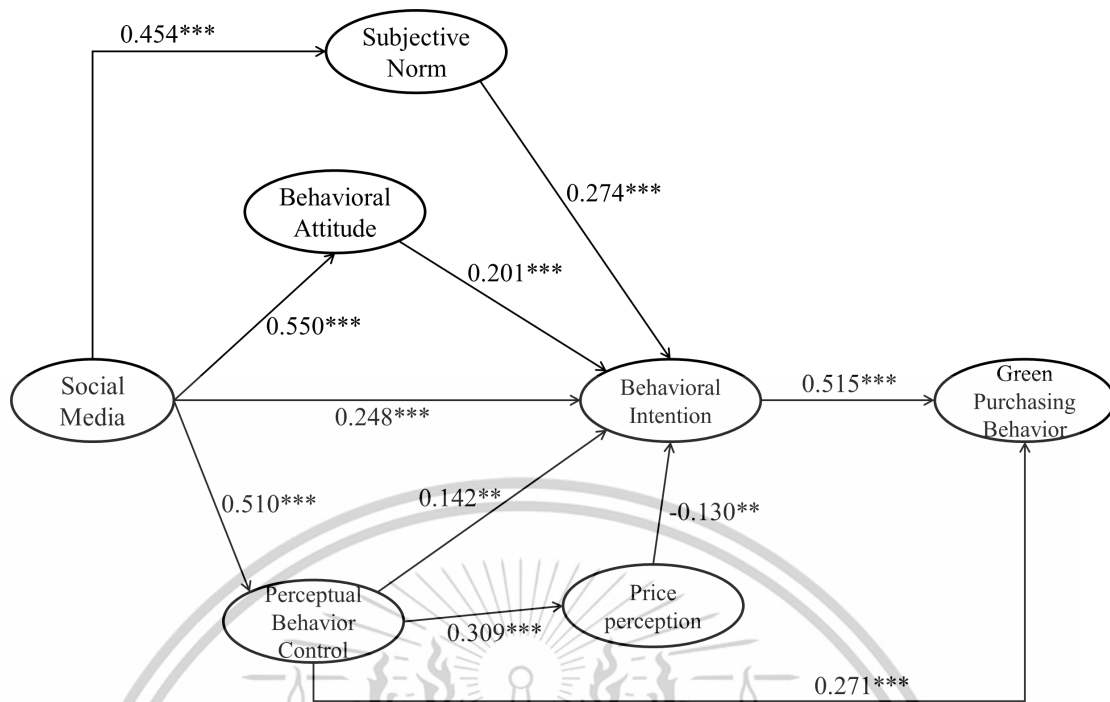 0.454***
Subjective
Norm
0.274***
Behavioral
Attitude
0.201***
0.550***
Social
Media
0.248***
Behavioral
Intention
0.515***
Green
Purchasing
Behavior
0.510***
0.142**
-0.130**
Perceptual
Behavior
Control
0.309***
Price
perception
0.271***